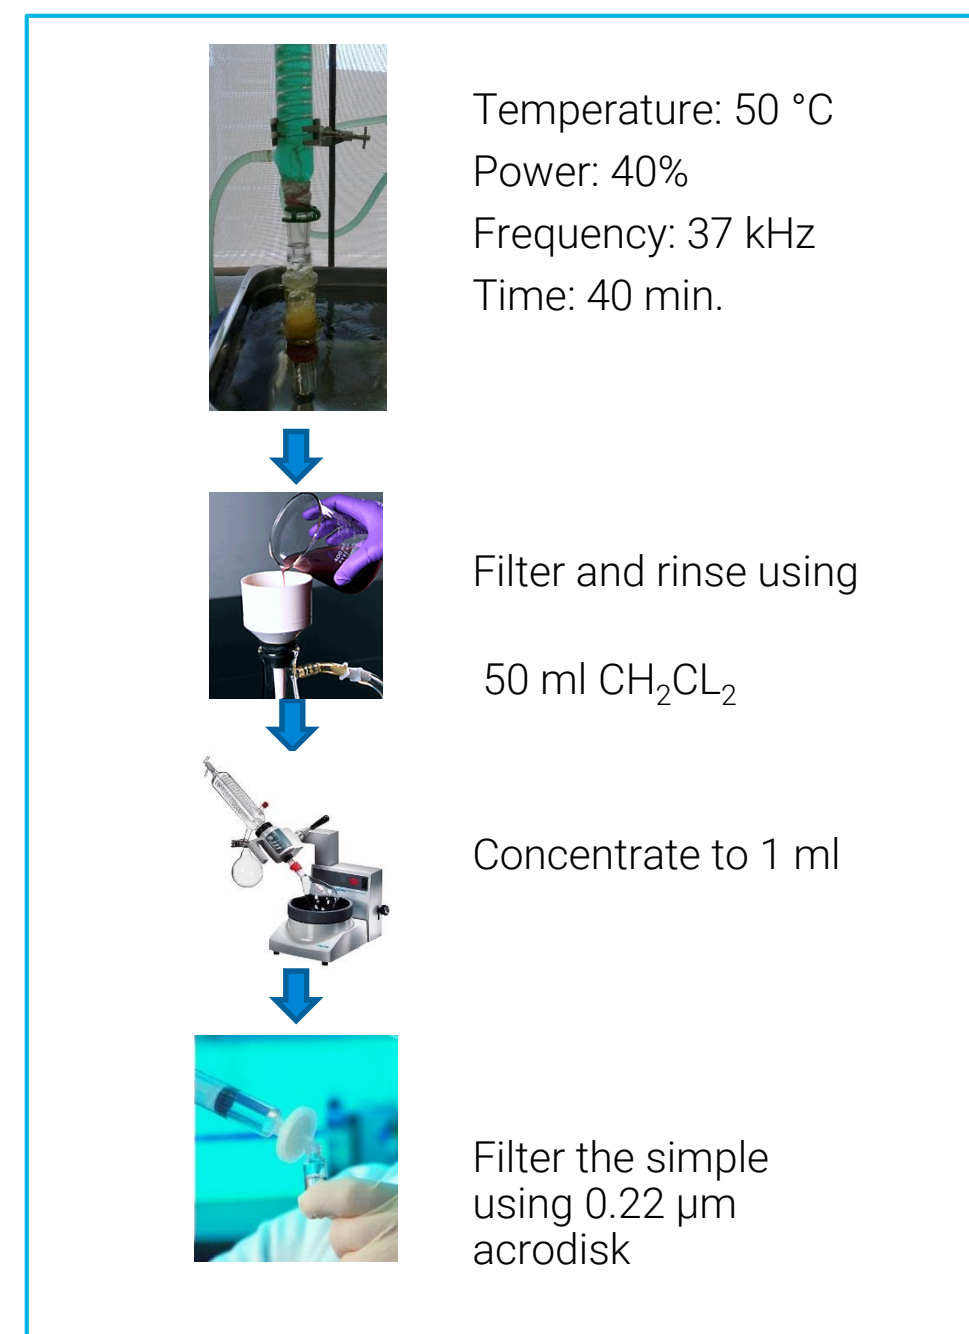 Temperature: 50 °C
Power: 40%
Frequency: 37 kHz
Time: 40 min.
Filter and rinse using
50 ml CH₂CL₂
Concentrate to 1 ml
Filter the simple
using 0.22 µm
acrodisk